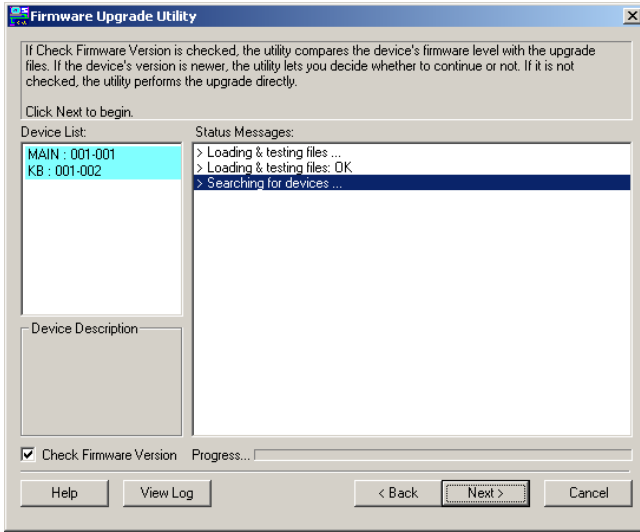 Firmware Upgrade Utility
If Check Firmware Version is checked, the utility compares the device's firmware level with the upgrade
files. If the device's version is newer, the utility lets you decide whether to continue or not. If it is not
checked, the utility performs the upgrade directly.
Click Next to begin.
Device List:
Status Messages:
MAIN : 001-001
KB : 001-002
> Loading & testing files ...
> Loading & testing files: OK
> Searching for devices ...
Device Description
Check Firmware Version
Progress...
Help
View Log
< Back
Next >
Cancel